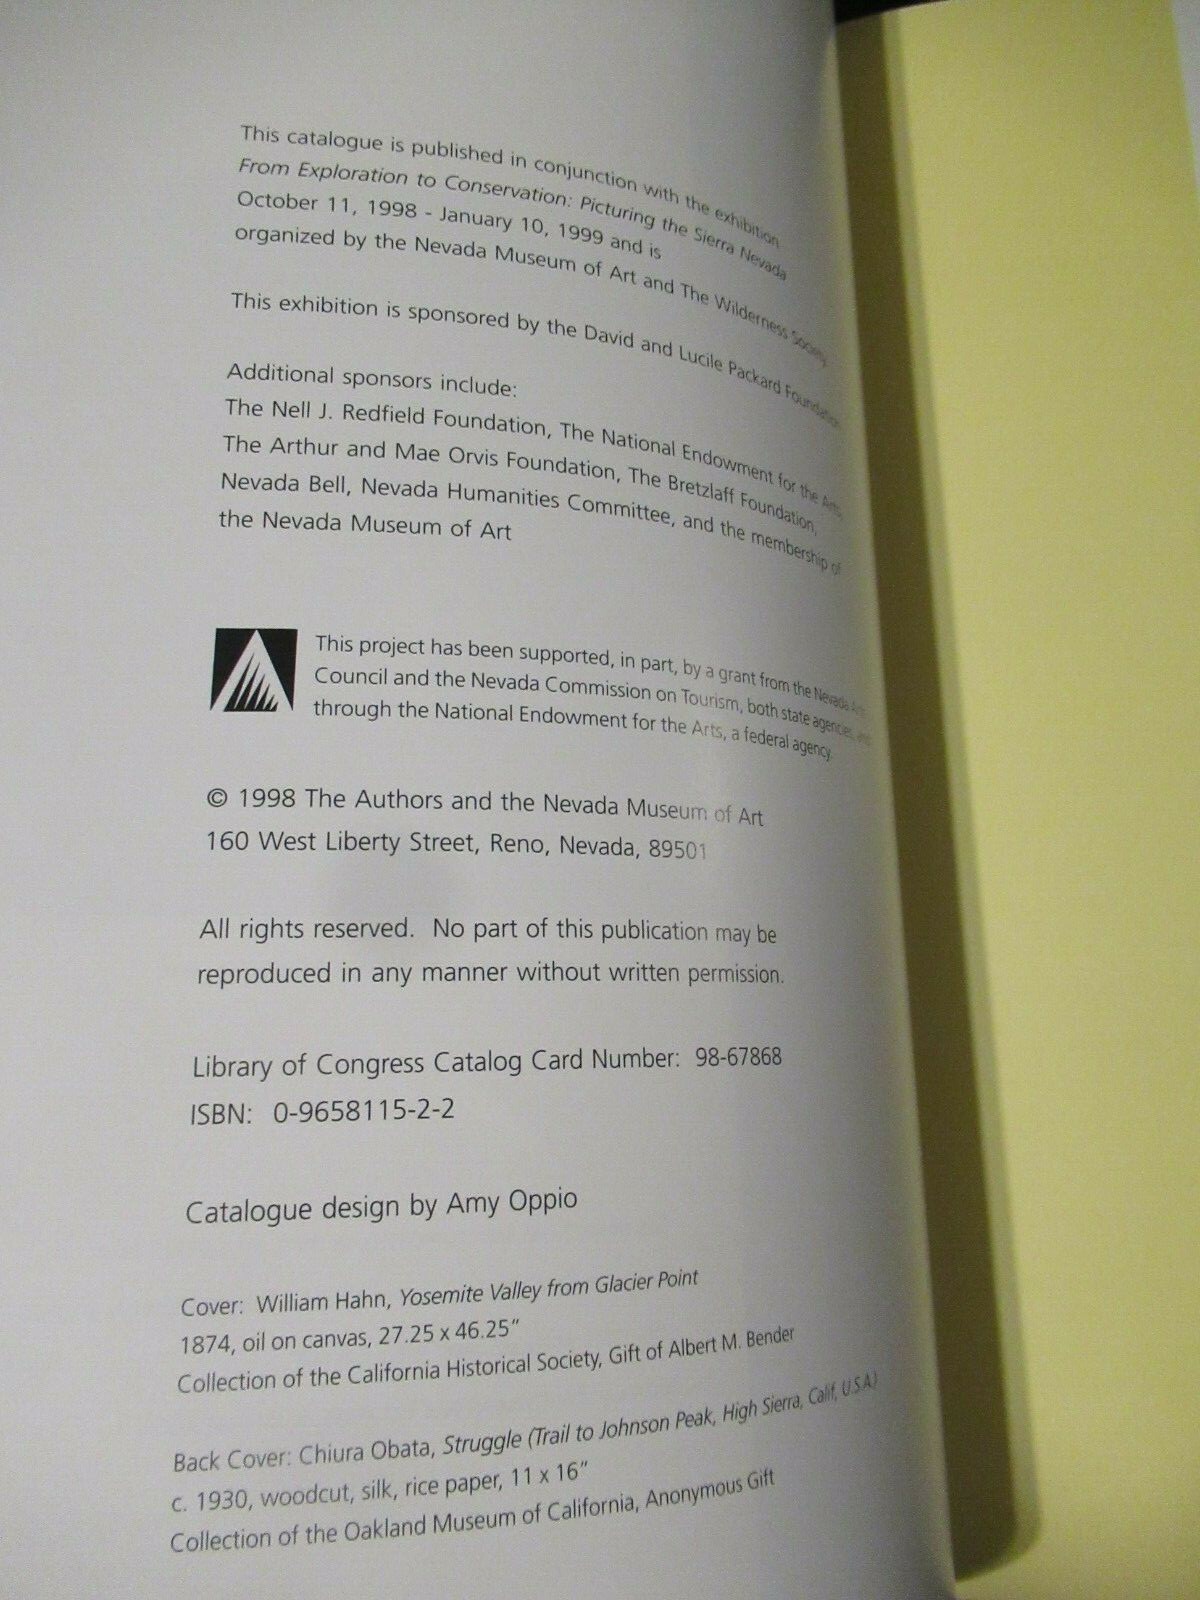 This catalogue is published in conjunction with the exhibition
From Exploration to Conservation: Picturing the Sierra Nevada
October 11, 1998 - January 10, 1999 and is
organized by the Nevada Museum of Art and The Wilderness Society.
This exhibition is sponsored by the David and Lucile Packard Foundation.
Additional sponsors include:
The Nell J. Redfield Foundation, The National Endowment for the Arts,
The Arthur and Mae Orvis Foundation, The Bretzlaff Foundation,
Nevada Bell, Nevada Humanities Committee, and the membership of
the Nevada Museum of Art
This project has been supported, in part, by a grant from the Nevada Arts
Council and the Nevada Commission on Tourism, both state agencies, and
through the National Endowment for the Arts, a federal agency.
© 1998 The Authors and the Nevada Museum of Art
160 West Liberty Street, Reno, Nevada, 89501
All rights reserved. No part of this publication may be
reproduced in any manner without written permission.
Library of Congress Catalog Card Number: 98-67868
ISBN: 0-9658115-2-2
Catalogue design by Amy Oppio
Cover: William Hahn, Yosemite Valley from Glacier Point
1874, oil on canvas, 27.25 x 46.25"
Collection of the California Historical Society, Gift of Albert M. Bender
Back Cover: Chiura Obata, Struggle (Trail to Johnson Peak, High Sierra, Calif, U.S.A.)
c. 1930, woodcut, silk, rice paper, 11 x 16"
Collection of the Oakland Museum of California, Anonymous Gift